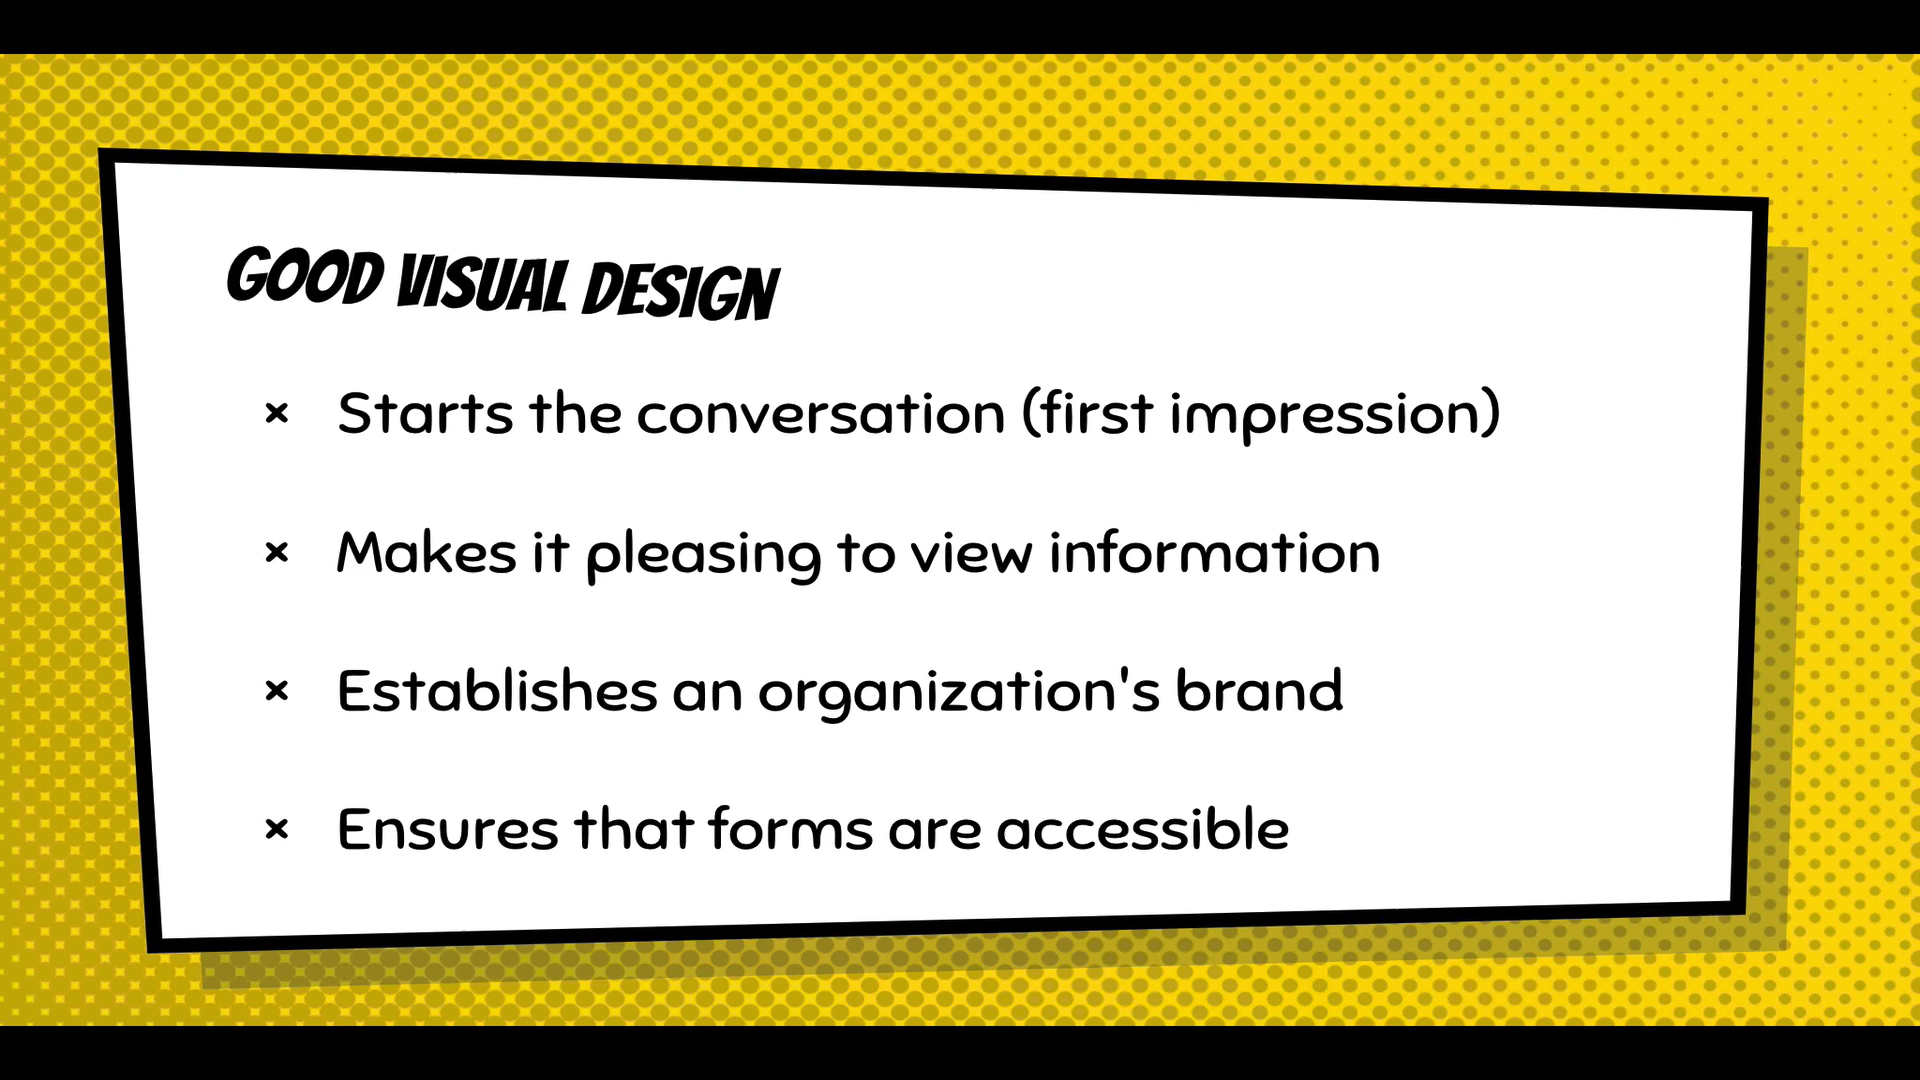 GOOD VISUAL DESIGN
× Starts the conversation (first impression)
× Makes it pleasing to view information
× Establishes an organization's brand
× Ensures that forms are accessible